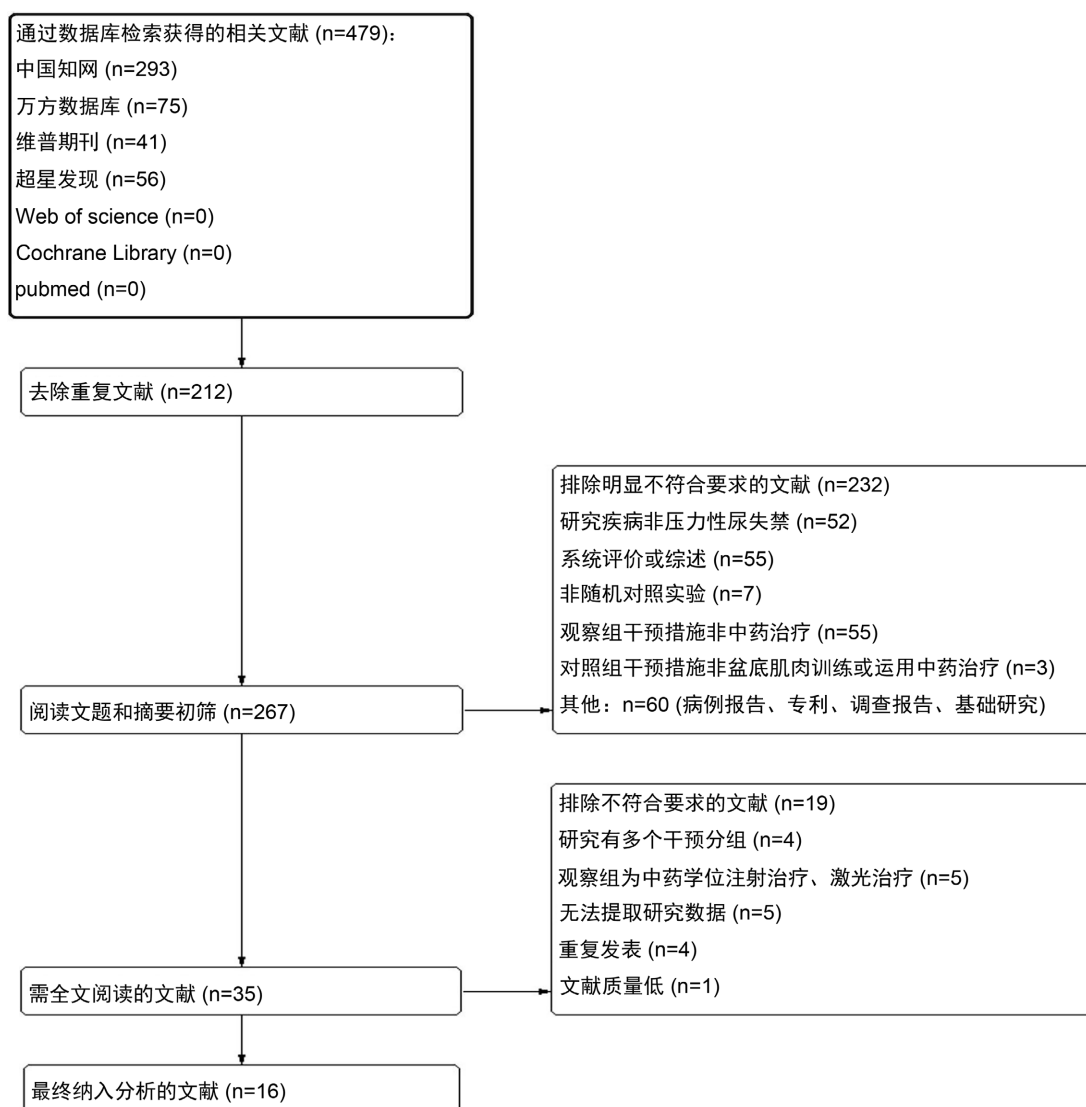 通过数据库检索获得的相关文献 (n=479)：
中国知网 (n=293)
万方数据库 (n=75)
维普期刊 (n=41)
超星发现 (n=56)
Web of science (n=0)
Cochrane Library (n=0)
pubmed (n=0)
去除重复文献 (n=212)
排除明显不符合要求的文献 (n=232)
研究疾病非压力性尿失禁 (n=52)
系统评价或综述 (n=55)
非随机对照实验 (n=7)
观察组干预措施非中药治疗 (n=55)
对照组干预措施非盆底肌肉训练或运用中药治疗 (n=3)
其他：n=60 (病例报告、专利、调查报告、基础研究)
阅读文题和摘要初筛 (n=267)
排除不符合要求的文献 (n=19)
研究有多个干预分组 (n=4)
观察组为中药学位注射治疗、激光治疗 (n=5)
无法提取研究数据 (n=5)
重复发表 (n=4)
文献质量低 (n=1)
需全文阅读的文献 (n=35)
最终纳入分析的文献 (n=16)